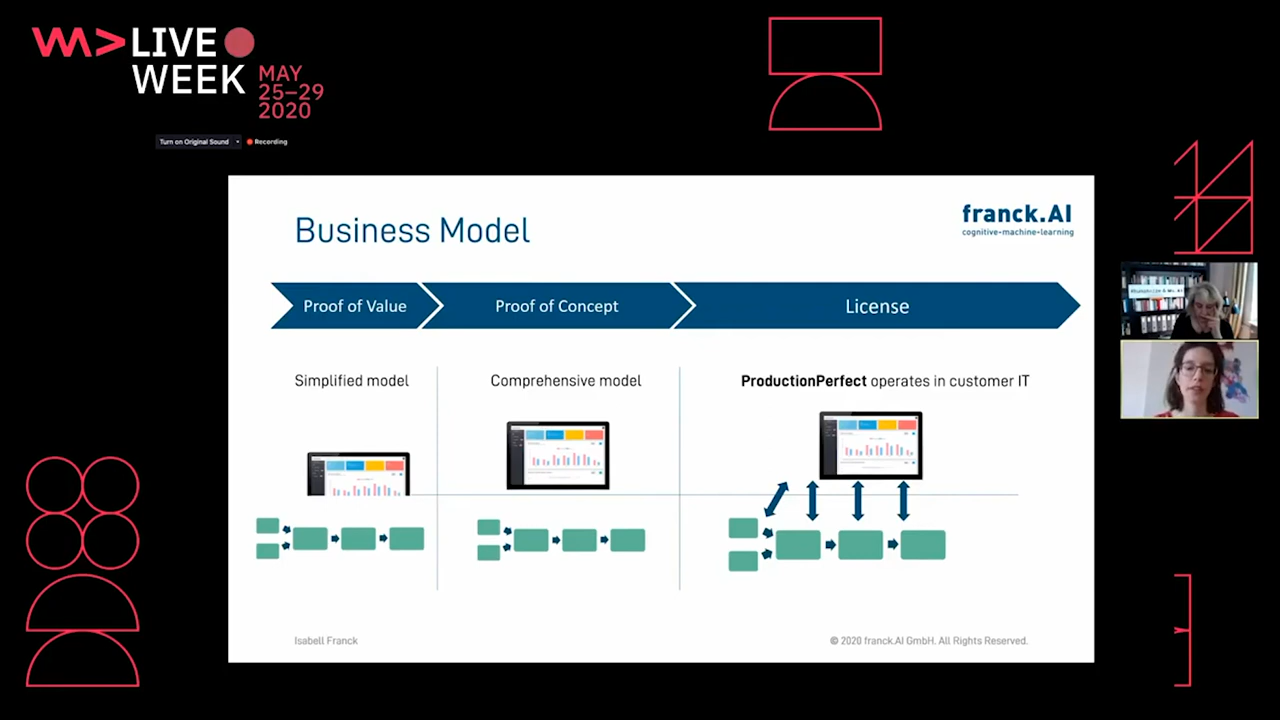 LIVE
WEEK
MAY
25–29
2020
Turn on Original Sound
Recording
Business Model
franck.AI
cognitive-machine-learning
Proof of Value
Proof of Concept
License
Simplified model
Comprehensive model
ProductionPerfect operates in customer IT
Isabell Franck
© 2020 franck.AI GmbH. All Rights Reserved.